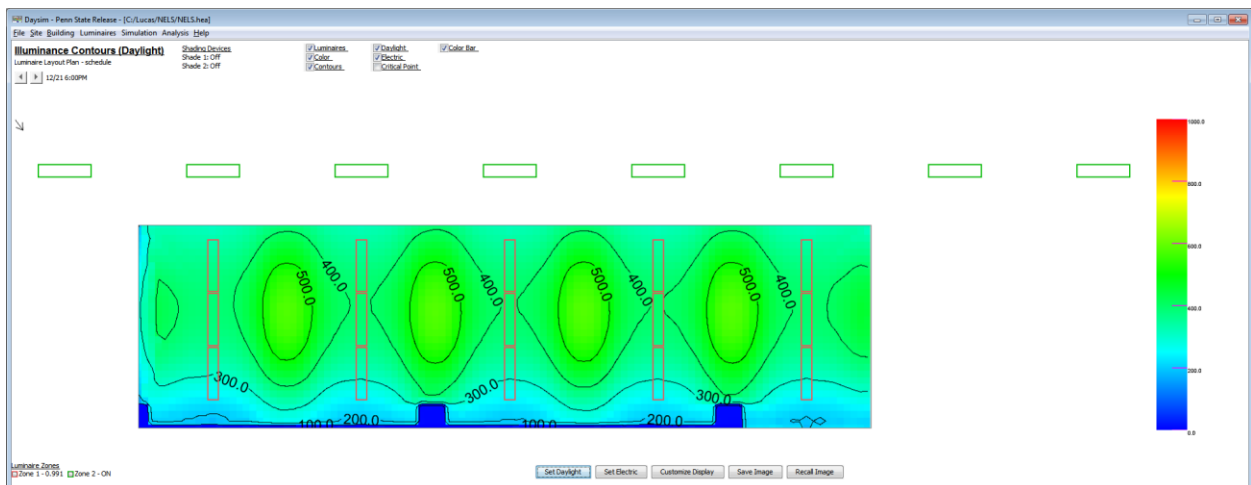 Daysim - Penn State Release - [C:/Lucas/NELS/NELS.hea]
File Site Building Luminaires Simulation Analysis Help
Illuminance Contours (Daylight)
Luminaire Layout Plan - schedule
12/21 6:00PM
Shading Devices
Shade 1: Off
Shade 2: Off
Luminaires Daylight Color Bar
Color Electric
Contours Critical Point
1000.0
800.0
600.0
400.0
200.0
0.0
400.0 400.0 400.0 400.0
500.0 500.0 500.0 500.0
300.0 300.0 300.0
100.0 200.0 100.0 200.0
Luminaire Zones
Zone 1 - 0.991 Zone 2 - ON
Set Daylight Set Electric Customize Display Save Image Recall Image